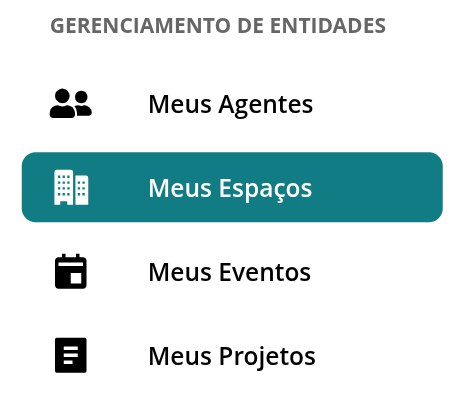 GERENCIAMENTO DE ENTIDADES
Meus Agentes
Meus Espaços
Meus Eventos
Meus Projetos